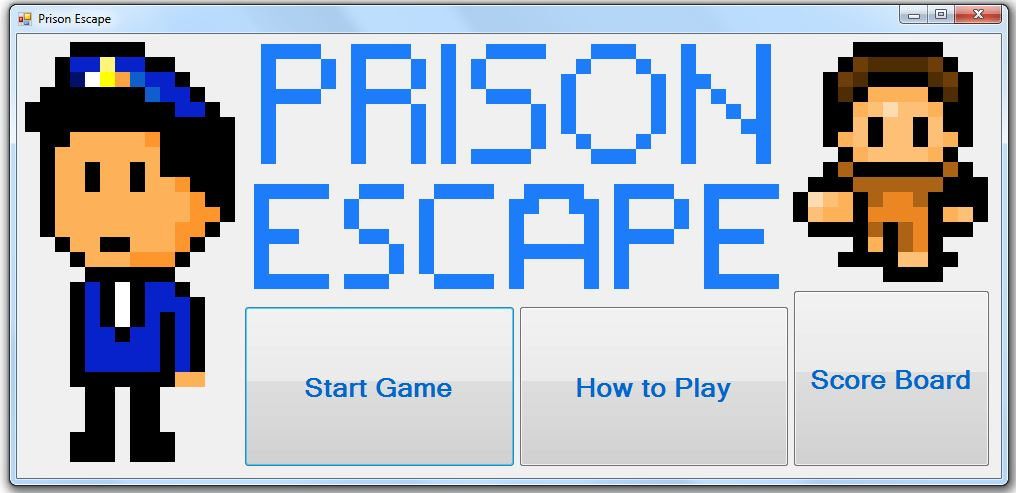 Prison Escape
PRISON
ESCAPE
Start Game
How to Play
Score Board